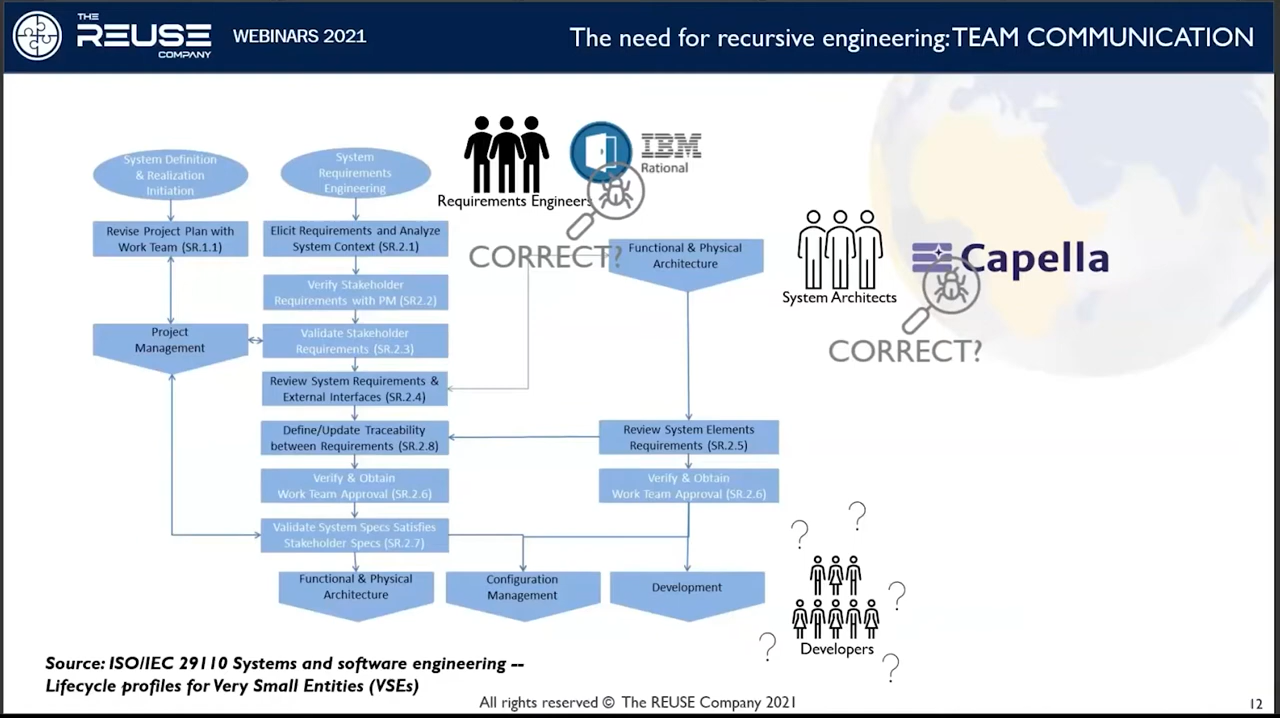 THE
REUSE
COMPANY
WEBINARS 2021
The need for recursive engineering:TEAM COMMUNICATION
System Definition
& Realization
Initiation
System
Requirements
Engineering
Requirements Engineers
IBM
Rational
CORRECT?
Revise Project Plan with
Work Team (SR.1.1)
Elicit Requirements and Analyze
System Context (SR.2.1)
Functional & Physical
Architecture
System Architects
Capella
CORRECT?
Verify Stakeholder
Requirements with PM (SR2.2)
Project
Management
Validate Stakeholder
Requirements (SR.2.3)
Review System Requirements &
External Interfaces (SR.2.4)
Define/Update Traceability
between Requirements (SR.2.8)
Review System Elements
Requirements (SR.2.5)
Verify & Obtain
Work Team Approval (SR.2.6)
Verify & Obtain
Work Team Approval (SR.2.6)
Validate System Specs Satisfies
Stakeholder Specs (SR.2.7)
Functional & Physical
Architecture
Configuration
Management
Development
?
?
?
?
?
Developers
Source: ISO/IEC 29110 Systems and software engineering --
Lifecycle profiles for Very Small Entities (VSEs)
All rights reserved © The REUSE Company 2021
12